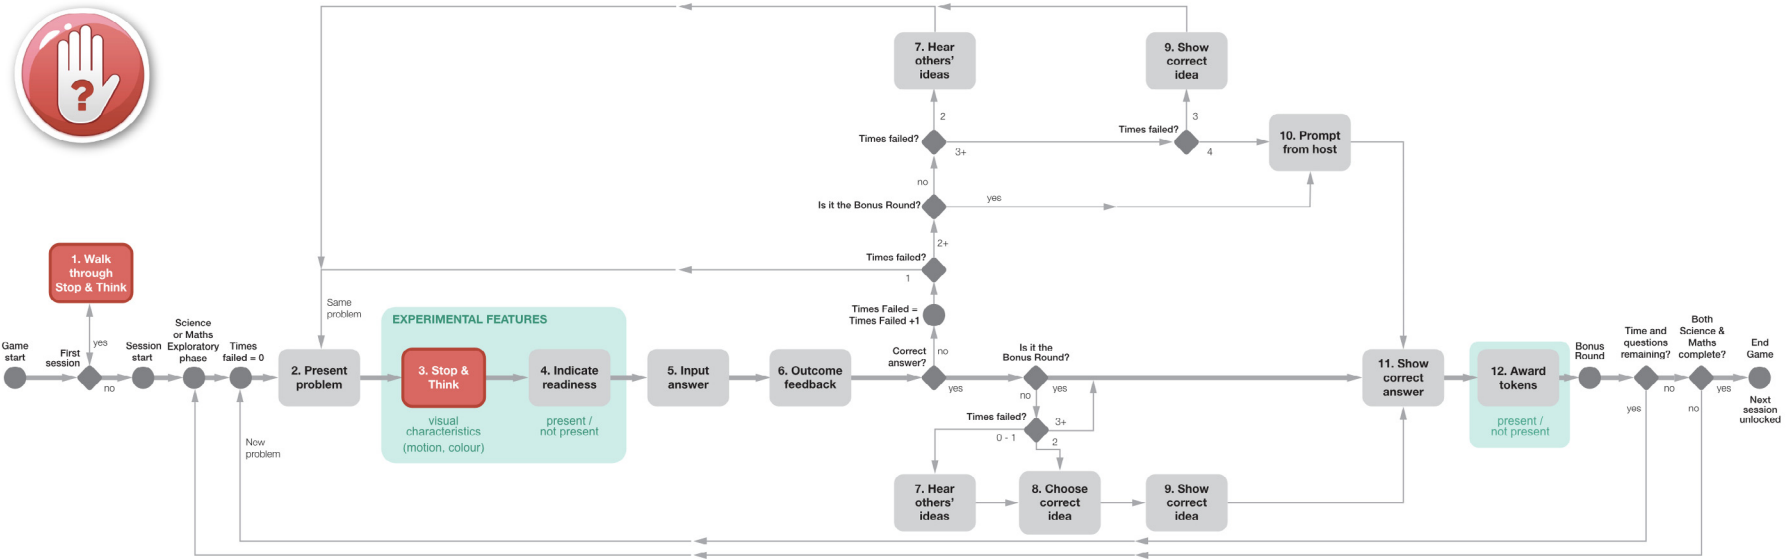 ?
7. Hear
others'
ideas
9. Show
correct
idea
2
3
Times failed?
3+
Times failed?
4
10. Prompt
from host
no
Is it the Bonus Round?
yes
2+
Times failed?
1
1. Walk
through
Stop & Think
Same
problem
Times Failed =
Times Failed +1
EXPERIMENTAL FEATURES
Game
start
First
session
yes
no
Session
start
Science
or Maths
Exploratory
phase
Times
failed = 0
2. Present
problem
3. Stop &
Think
visual
characteristics
(motion, colour)
4. Indicate
readiness
present /
not present
5. Input
answer
6. Outcome
feedback
Correct
answer?
no
yes
Is it the
Bonus Round?
yes
no
Times failed?
0 - 1
3+
2
11. Show
correct
answer
12. Award
tokens
present /
not present
Bonus
Round
Time and
questions
remaining?
no
yes
Both
Science &
Maths
complete?
yes
no
End
Game
Next
session
unlocked
New
problem
7. Hear
others'
ideas
8. Choose
correct
idea
9. Show
correct
idea